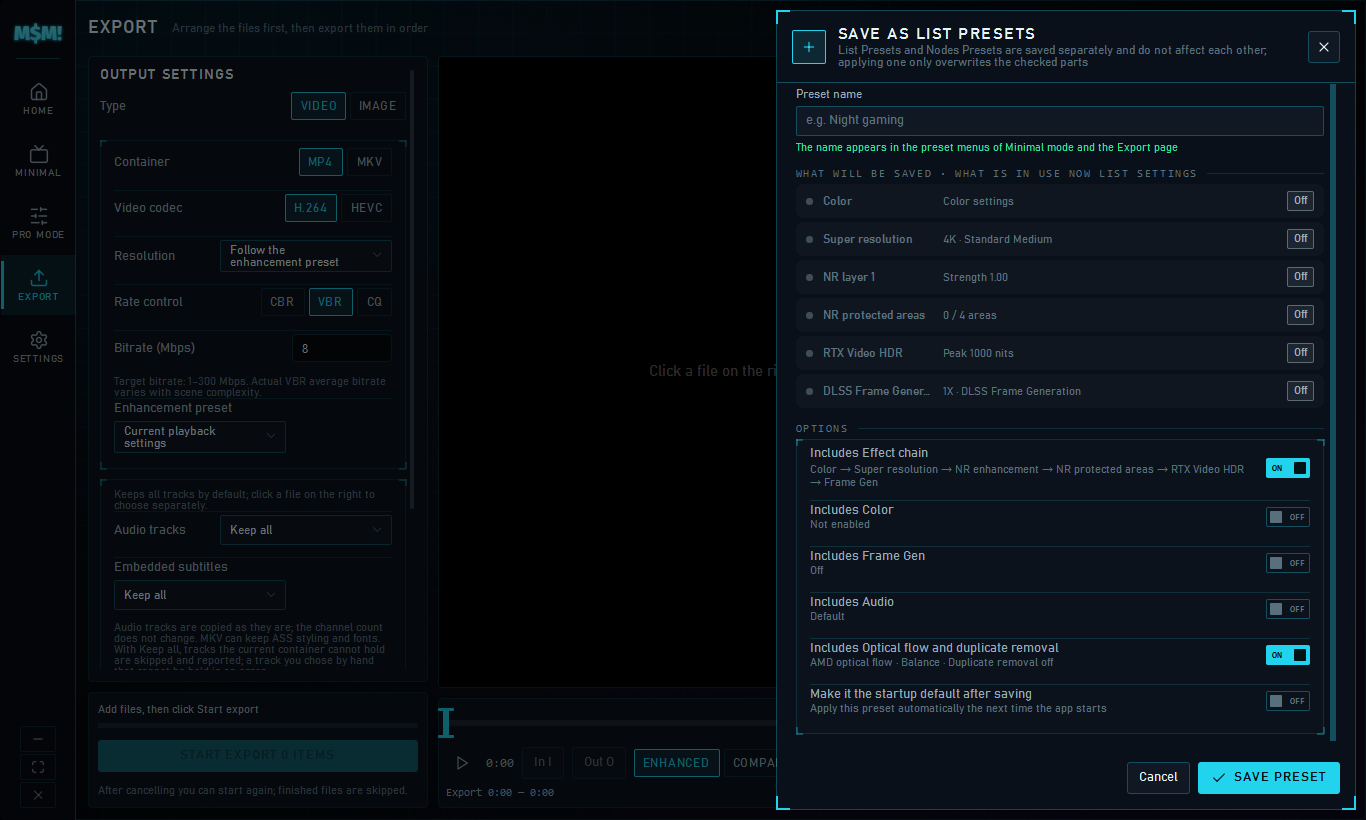 M$M!
HOME
MINIMAL
PRO MODE
EXPORT
SETTINGS
EXPORT Arrange the files first, then export them in order
OUTPUT SETTINGS
Type VIDEO IMAGE
Container MP4 MKV
Video codec H.264 HEVC
Resolution Follow the
enhancement preset
Rate control CBR VBR CQ
Bitrate (Mbps) 8
Target bitrate: 1–300 Mbps. Actual VBR average bitrate
varies with scene complexity.
Enhancement preset
Current playback
settings
Keeps all tracks by default; click a file on the right to
choose separately.
Audio tracks Keep all
Embedded subtitles
Keep all
Audio tracks are copied as they are; the channel count
does not change. MKV can keep ASS styling and fonts.
With Keep all, tracks the current container cannot hold
are skipped and reported; a track you chose by hand
Add files, then click Start export
START EXPORT 0 ITEMS
After cancelling you can start again; finished files are skipped.
Click a file on the ri
0:00 In I Out O ENHANCED COMPA
Export 0:00 — 0:00
SAVE AS LIST PRESETS
List Presets and Nodes Presets are saved separately and do not affect each other;
applying one only overwrites the checked parts
Preset name
e.g. Night gaming
The name appears in the preset menus of Minimal mode and the Export page
WHAT WILL BE SAVED · WHAT IS IN USE NOW LIST SETTINGS
Color Color settings Off
Super resolution 4K · Standard Medium Off
NR layer 1 Strength 1.00 Off
NR protected areas 0 / 4 areas Off
RTX Video HDR Peak 1000 nits Off
DLSS Frame Gener... 1X · DLSS Frame Generation Off
OPTIONS
Includes Effect chain
Color → Super resolution → NR enhancement → NR protected areas → RTX Video HDR
→ Frame Gen
ON
Includes Color
Not enabled
OFF
Includes Frame Gen
Off
OFF
Includes Audio
Default
OFF
Includes Optical flow and duplicate removal
AMD optical flow · Balance · Duplicate removal off
ON
Make it the startup default after saving
Apply this preset automatically the next time the app starts
OFF
Cancel SAVE PRESET